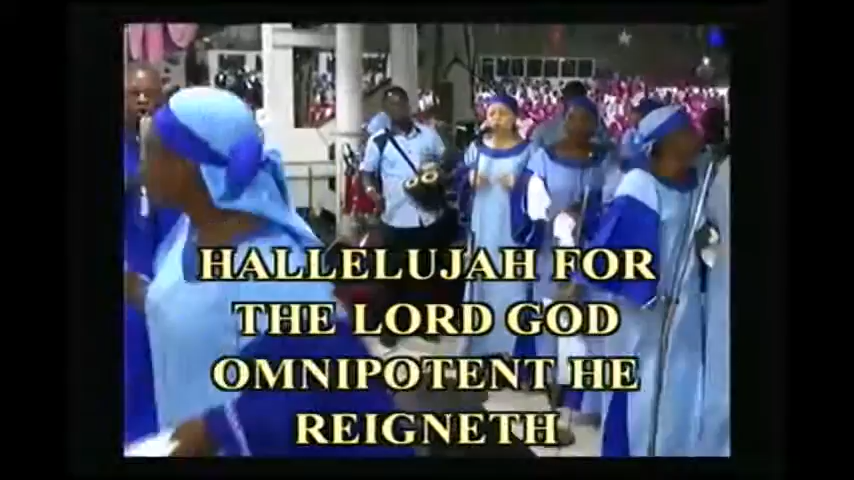 HALLELUJAH FOR
THE LORD GOD
OMNIPOTENT HE
REIGNETH